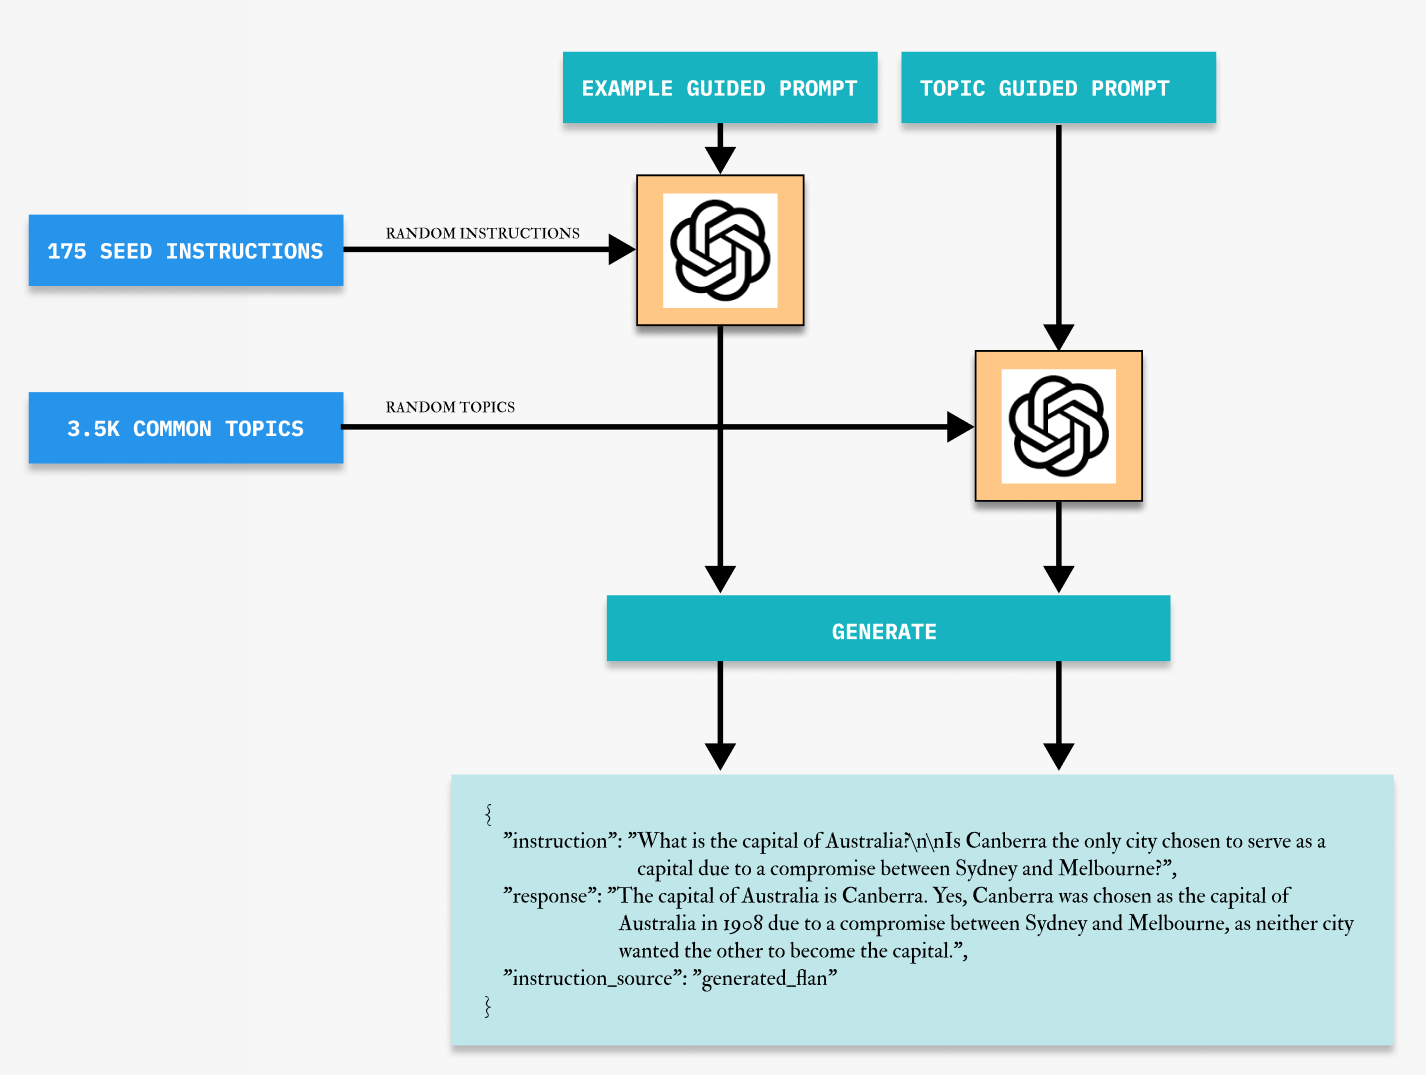 EXAMPLE GUIDED PROMPT
TOPIC GUIDED PROMPT
175 SEED INSTRUCTIONS
RANDOM INSTRUCTIONS
3.5K COMMON TOPICS
RANDOM TOPICS
GENERATE
{
"instruction": "What is the capital of Australia?\n\nIs Canberra the only city chosen to serve as a
capital due to a compromise between Sydney and Melbourne?",
"response": "The capital of Australia is Canberra. Yes, Canberra was chosen as the capital of
Australia in 1908 due to a compromise between Sydney and Melbourne, as neither city
wanted the other to become the capital.",
"instruction_source": "generated_flan"
}